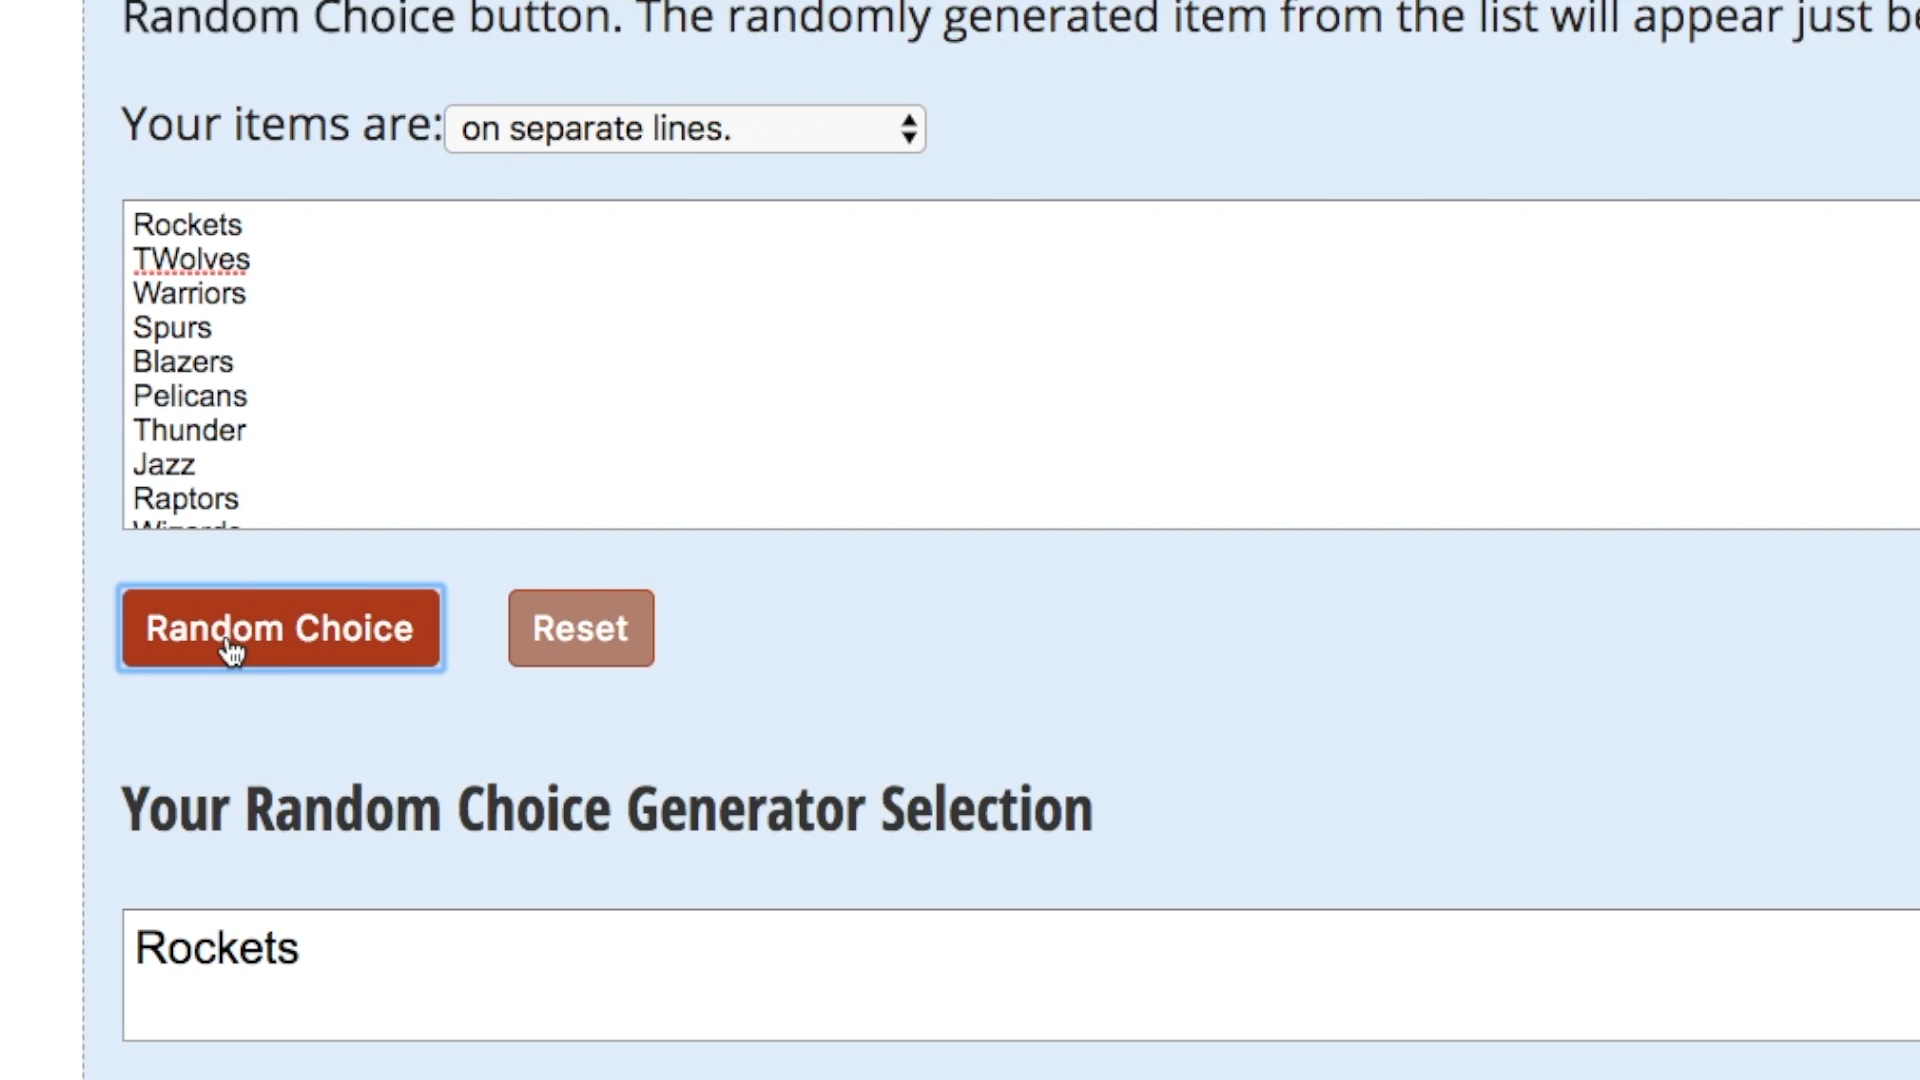 Random Choice button. The randomly generated item from the list will appear just
Your items are: on separate lines.
Rockets
TWolves
Warriors
Spurs
Blazers
Pelicans
Thunder
Jazz
Raptors
Random Choice Reset
Your Random Choice Generator Selection
Rockets